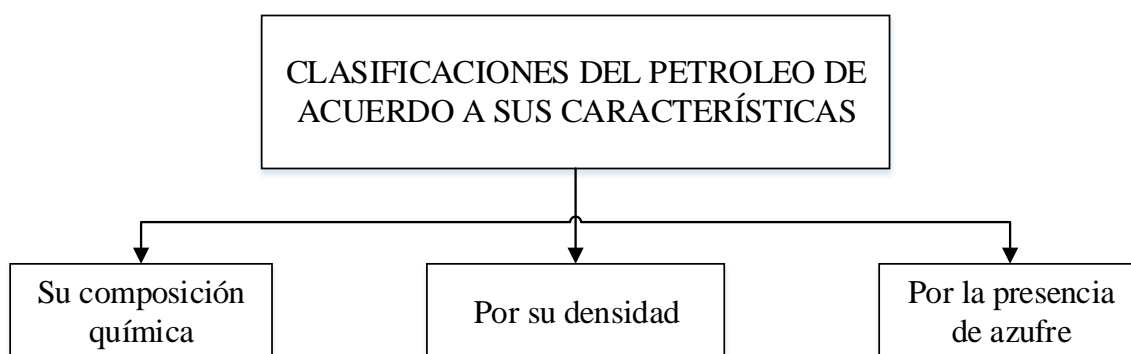 CLASIFICACIONES DEL PETROLEO DE
ACUERDO A SUS CARACTERÍSTICAS
Su composición
química
Por su densidad
Por la presencia
de azufre